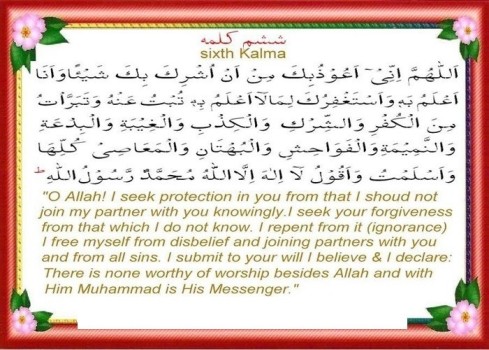 ششم کلمہ
sixth Kalma
اَللّٰهُمَّ اِنِّیْٓ اَعُوْذُ بِكَ مِنْ اَنْ اُشْرِكَ بِكَ شَيْئًا وَّاَنَا
اَعْلَمُ بِهٖ وَاَسْتَغْفِرُكَ لِمَا لَآ اَعْلَمُ بِهٖ تُبْتُ عَنْهُ وَتَبَرَّأْتُ
مِنَ الْكُفْرِ وَالشِّرْكِ وَالْكِذْبِ وَالْغِيْبَةِ وَالْبِدْعَةِ
وَالنَّمِيْمَةِ وَالْفَوَاحِشِ وَالْبُهْتَانِ وَالْمَعَاصِىْ كُلِّهَا
وَاَسْلَمْتُ وَاَقُوْلُ لَآ اِلٰهَ اِلَّا اللّٰهُ مُحَمَّدٌ رَّسُوْلُ اللّٰهِ ؕ
"O Allah! I seek protection in you from that I shoud not
join my partner with you knowingly.I seek your forgiveness
from that which I do not know. I repent from it (ignorance)
I free myself from disbelief and joining partners with you
and from all sins. I submit to your will I believe & I declare:
There is none worthy of worship besides Allah and with
Him Muhammad is His Messenger."